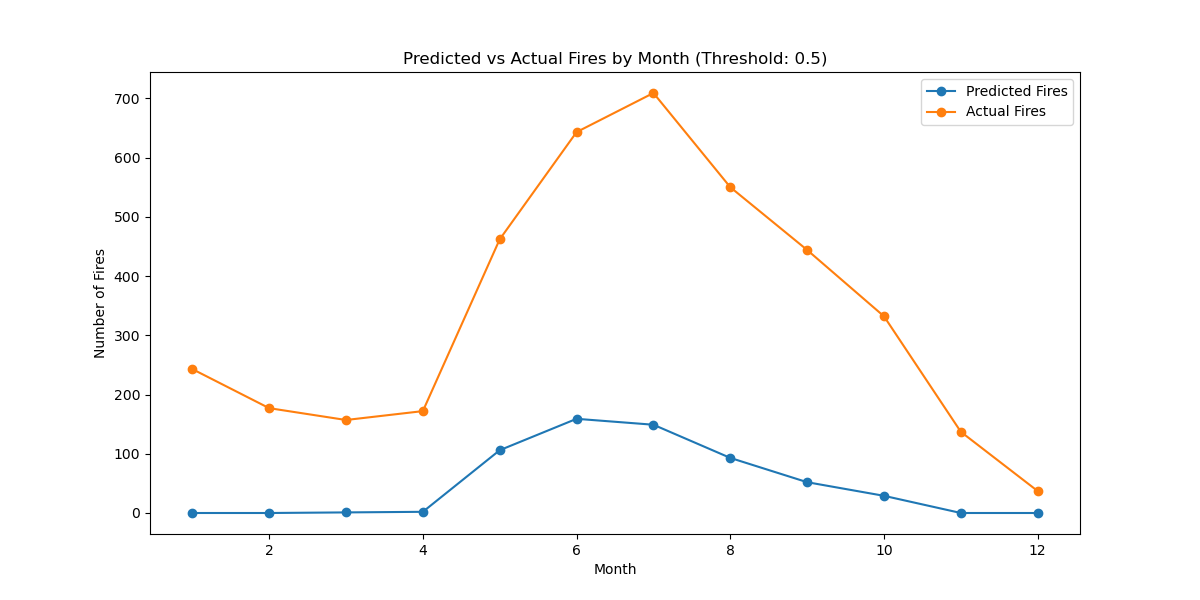 Predicted vs Actual Fires by Month (Threshold: 0.5)
Predicted Fires
Actual Fires
Number of Fires
700
600
500
400
300
200
100
0
2 4 6 8 10 12
Month